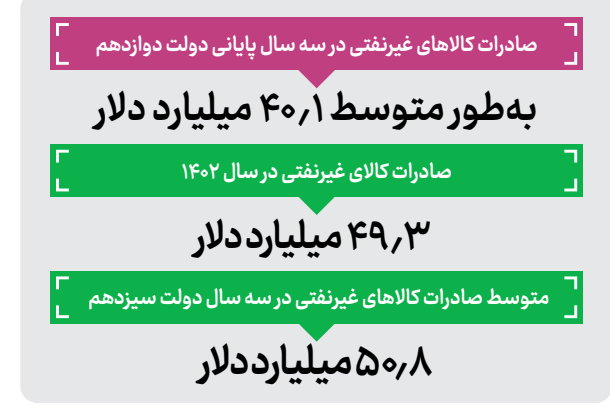 صادرات کالاهای غیرنفتی در سه سال پایانی دولت دوازدهم
به‌طور متوسط ۴۰٫۱ میلیارد دلار
صادرات کالای غیرنفتی در سال ۱۴۰۲
۴۹٫۳ میلیارد دلار
متوسط صادرات کالاهای غیرنفتی در سه سال دولت سیزدهم
۵۰٫۸ میلیارد دلار